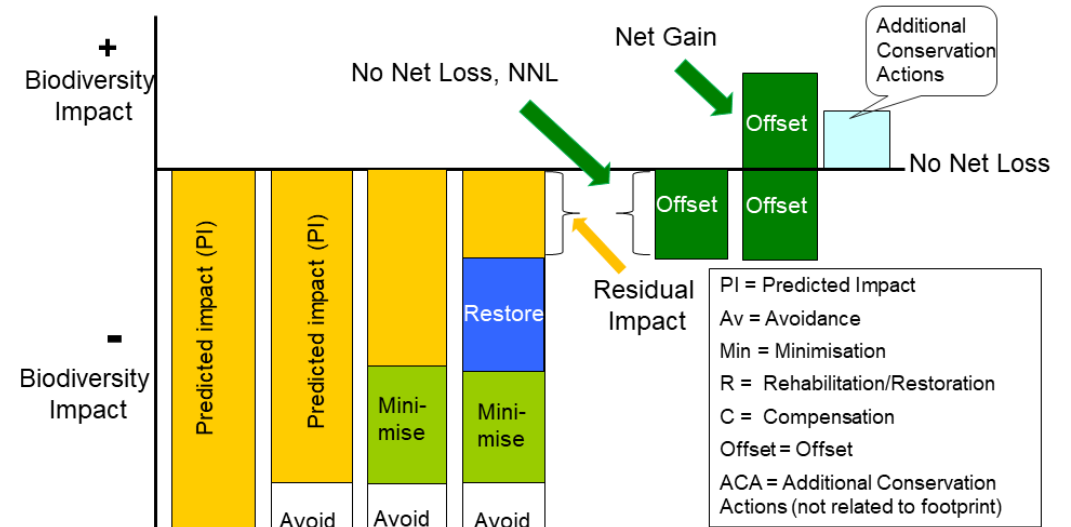 +
Biodiversity
Impact
No Net Loss, NNL
Net Gain
Additional
Conservation
Actions
Offset
No Net Loss
Predicted impact (PI)
Predicted impact (PI)
Offset
Offset
Restore
Residual
Impact
-
Biodiversity
Impact
Mini-
mise
Mini-
mise
Avoid
Avoid
Avoid
PI = Predicted Impact
Av = Avoidance
Min = Minimisation
R = Rehabilitation/Restoration
C = Compensation
Offset = Offset
ACA = Additional Conservation
Actions (not related to footprint)